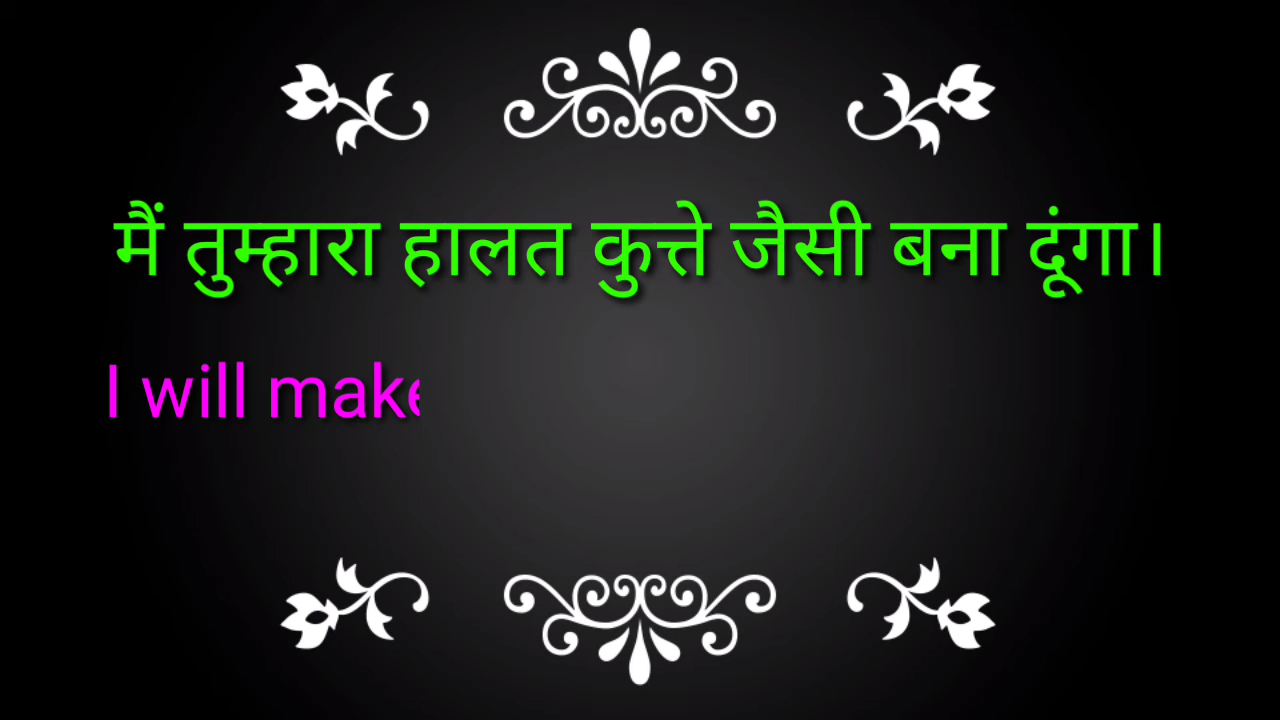 मैं तुम्हारा हालत कुत्ते जैसी बना दूंगा।
I will make